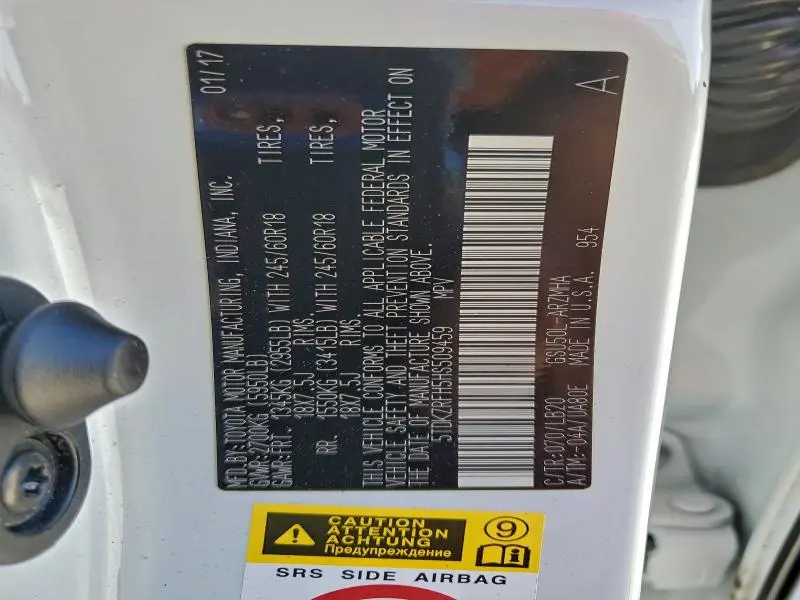 MFD.BY:TOYOTA MOTOR MANUFACTURING, INDIANA, INC. 01/17
GVWR:2700KG(5950LB)
GAWR:FRT. 1345KG(2955LB)WITH 245/60R18 TIRES,
18X7.5J RIMS.
RR. 1550KG(3415LB)WITH 245/60R18 TIRES,
18X7.5J RIMS.
THIS VEHICLE CONFORMS TO ALL APPLICABLE FEDERAL MOTOR
VEHICLE SAFETY AND THEFT PREVENTION STANDARDS IN EFFECT ON
THE DATE OF MANUFACTURE SHOWN ABOVE.
5TDKZRFH5HS509459 MPV
C/TR:070/LB20 GSU50L-ARZMHA
A/TM:-04A/UA80E MADE IN U.S.A. 954
A
CAUTION
ATTENTION
ACHTUNG
Предупреждение
9
i
SRS SIDE AIRBAG